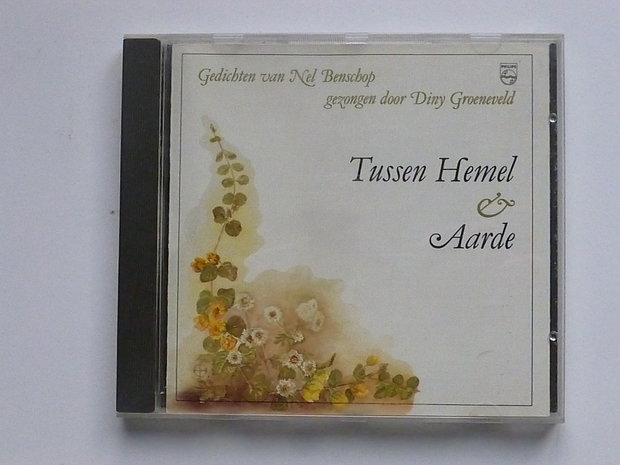 Gedichten van Nel Benschop
gezongen door Diny Groeneveld
PHILIPS
Tussen Hemel
&
Aarde